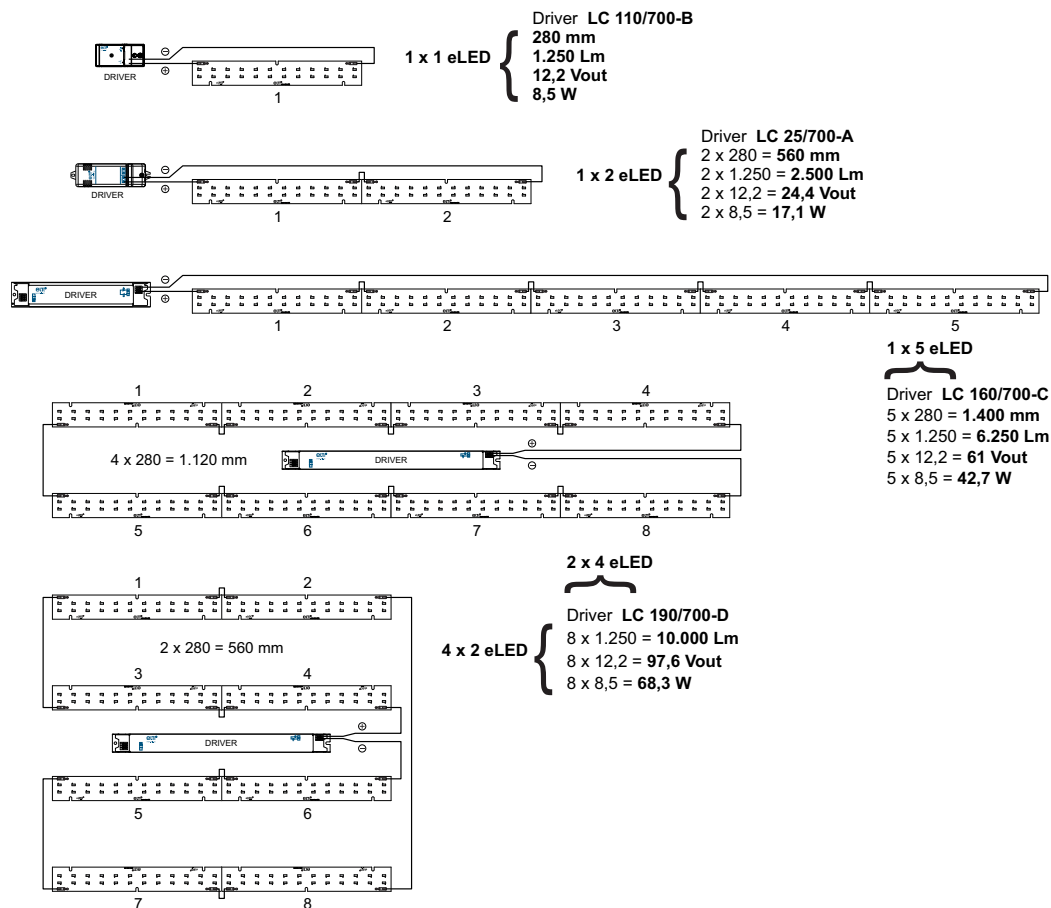 Driver LC 110/700-B
280 mm
1 x 1 eLED
1.250 Lm
12,2 Vout
8,5 W
DRIVER
1
Driver LC 25/700-A
2 x 280 = 560 mm
1 x 2 eLED
2 x 1.250 = 2.500 Lm
2 x 12,2 = 24,4 Vout
2 x 8,5 = 17,1 W
DRIVER
1 2
DRIVER
1 2 3 4 5
1 x 5 eLED
Driver LC 160/700-C
5 x 280 = 1.400 mm
5 x 1.250 = 6.250 Lm
5 x 12,2 = 61 Vout
5 x 8,5 = 42,7 W
1 2 3 4
4 x 280 = 1.120 mm
DRIVER
5 6 7 8
2 x 4 eLED
Driver LC 190/700-D
4 x 2 eLED
8 x 1.250 = 10.000 Lm
8 x 12,2 = 97,6 Vout
8 x 8,5 = 68,3 W
1 2
2 x 280 = 560 mm
3 4
DRIVER
5 6
7 8